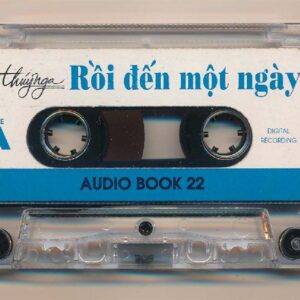 thúynga Rồi đến một ngày
A
DIGITAL
RECORDING
AUDIO BOOK 22